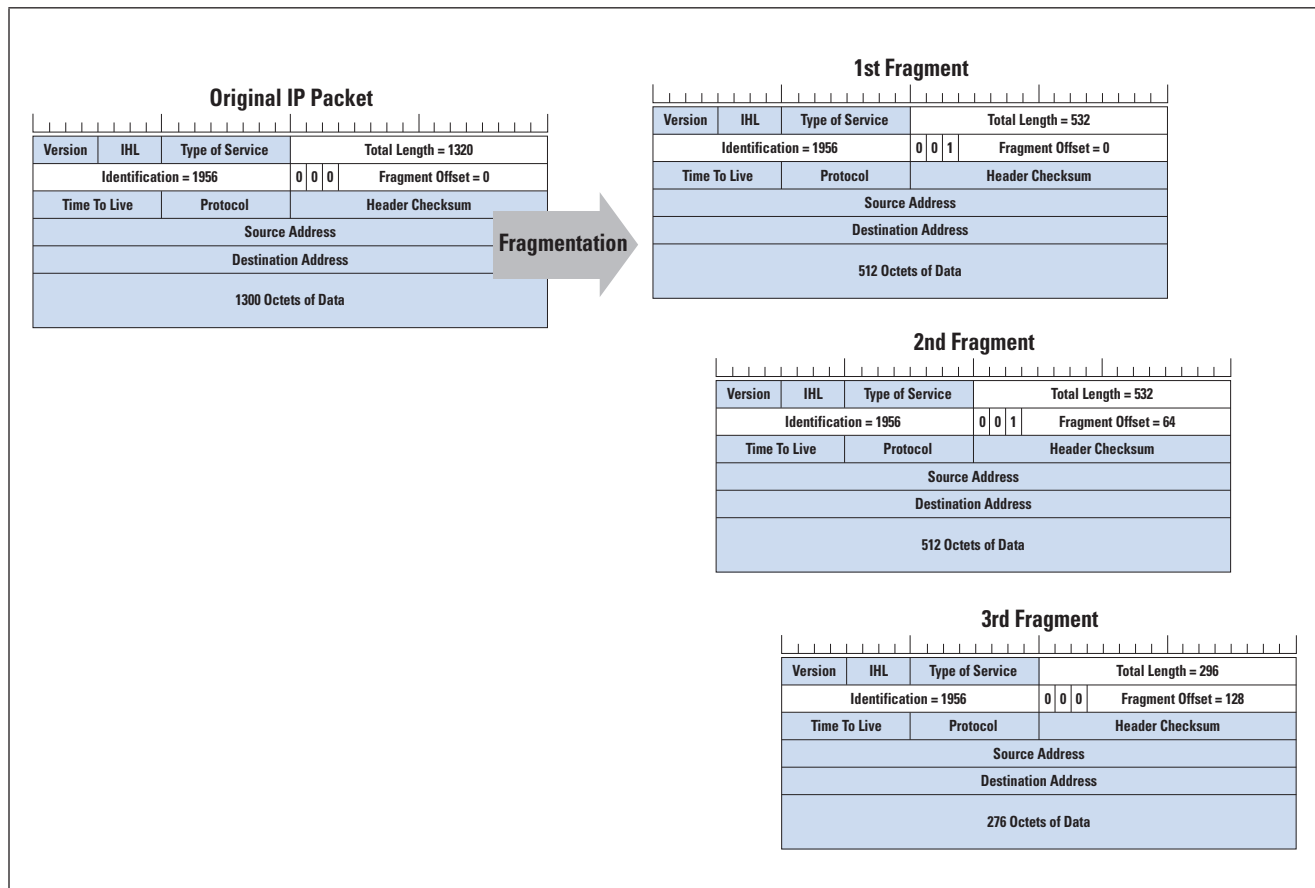 Original IP Packet
Version IHL Type of Service Total Length = 1320
Identification = 1956 0 0 0 Fragment Offset = 0
Time To Live Protocol Header Checksum
Source Address
Destination Address
1300 Octets of Data
Fragmentation
1st Fragment
Version IHL Type of Service Total Length = 532
Identification = 1956 0 0 1 Fragment Offset = 0
Time To Live Protocol Header Checksum
Source Address
Destination Address
512 Octets of Data
2nd Fragment
Version IHL Type of Service Total Length = 532
Identification = 1956 0 0 1 Fragment Offset = 64
Time To Live Protocol Header Checksum
Source Address
Destination Address
512 Octets of Data
3rd Fragment
Version IHL Type of Service Total Length = 296
Identification = 1956 0 0 0 Fragment Offset = 128
Time To Live Protocol Header Checksum
Source Address
Destination Address
276 Octets of Data